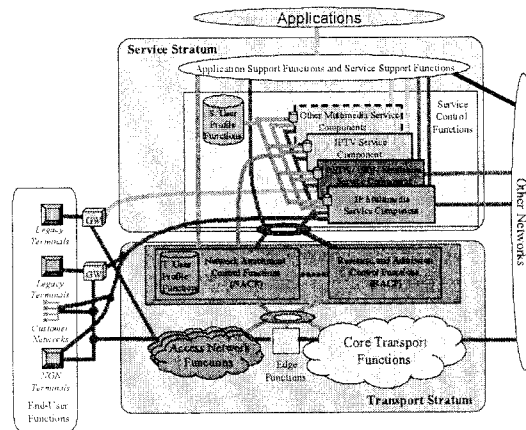 Applications
Service Stratum
Application Support Functions and Service Support Functions
S. User
Profile
Functions
Other Multimedia Service
Components
IPTV Service
Component
Service
Control
Functions
IP Multimedia
Service Component
Other Networks
GW
Legacy
Terminals
GW
Legacy
Terminals
Customer
Networks
NGN
Terminals
End-User
Functions
T. User
Profile
Functions
Network Attachment
Control Functions
(NACF)
Resource and Admission
Control Functions
(RACF)
Access Network
Functions
Edge
Functions
Core Transport
Functions
Transport Stratum